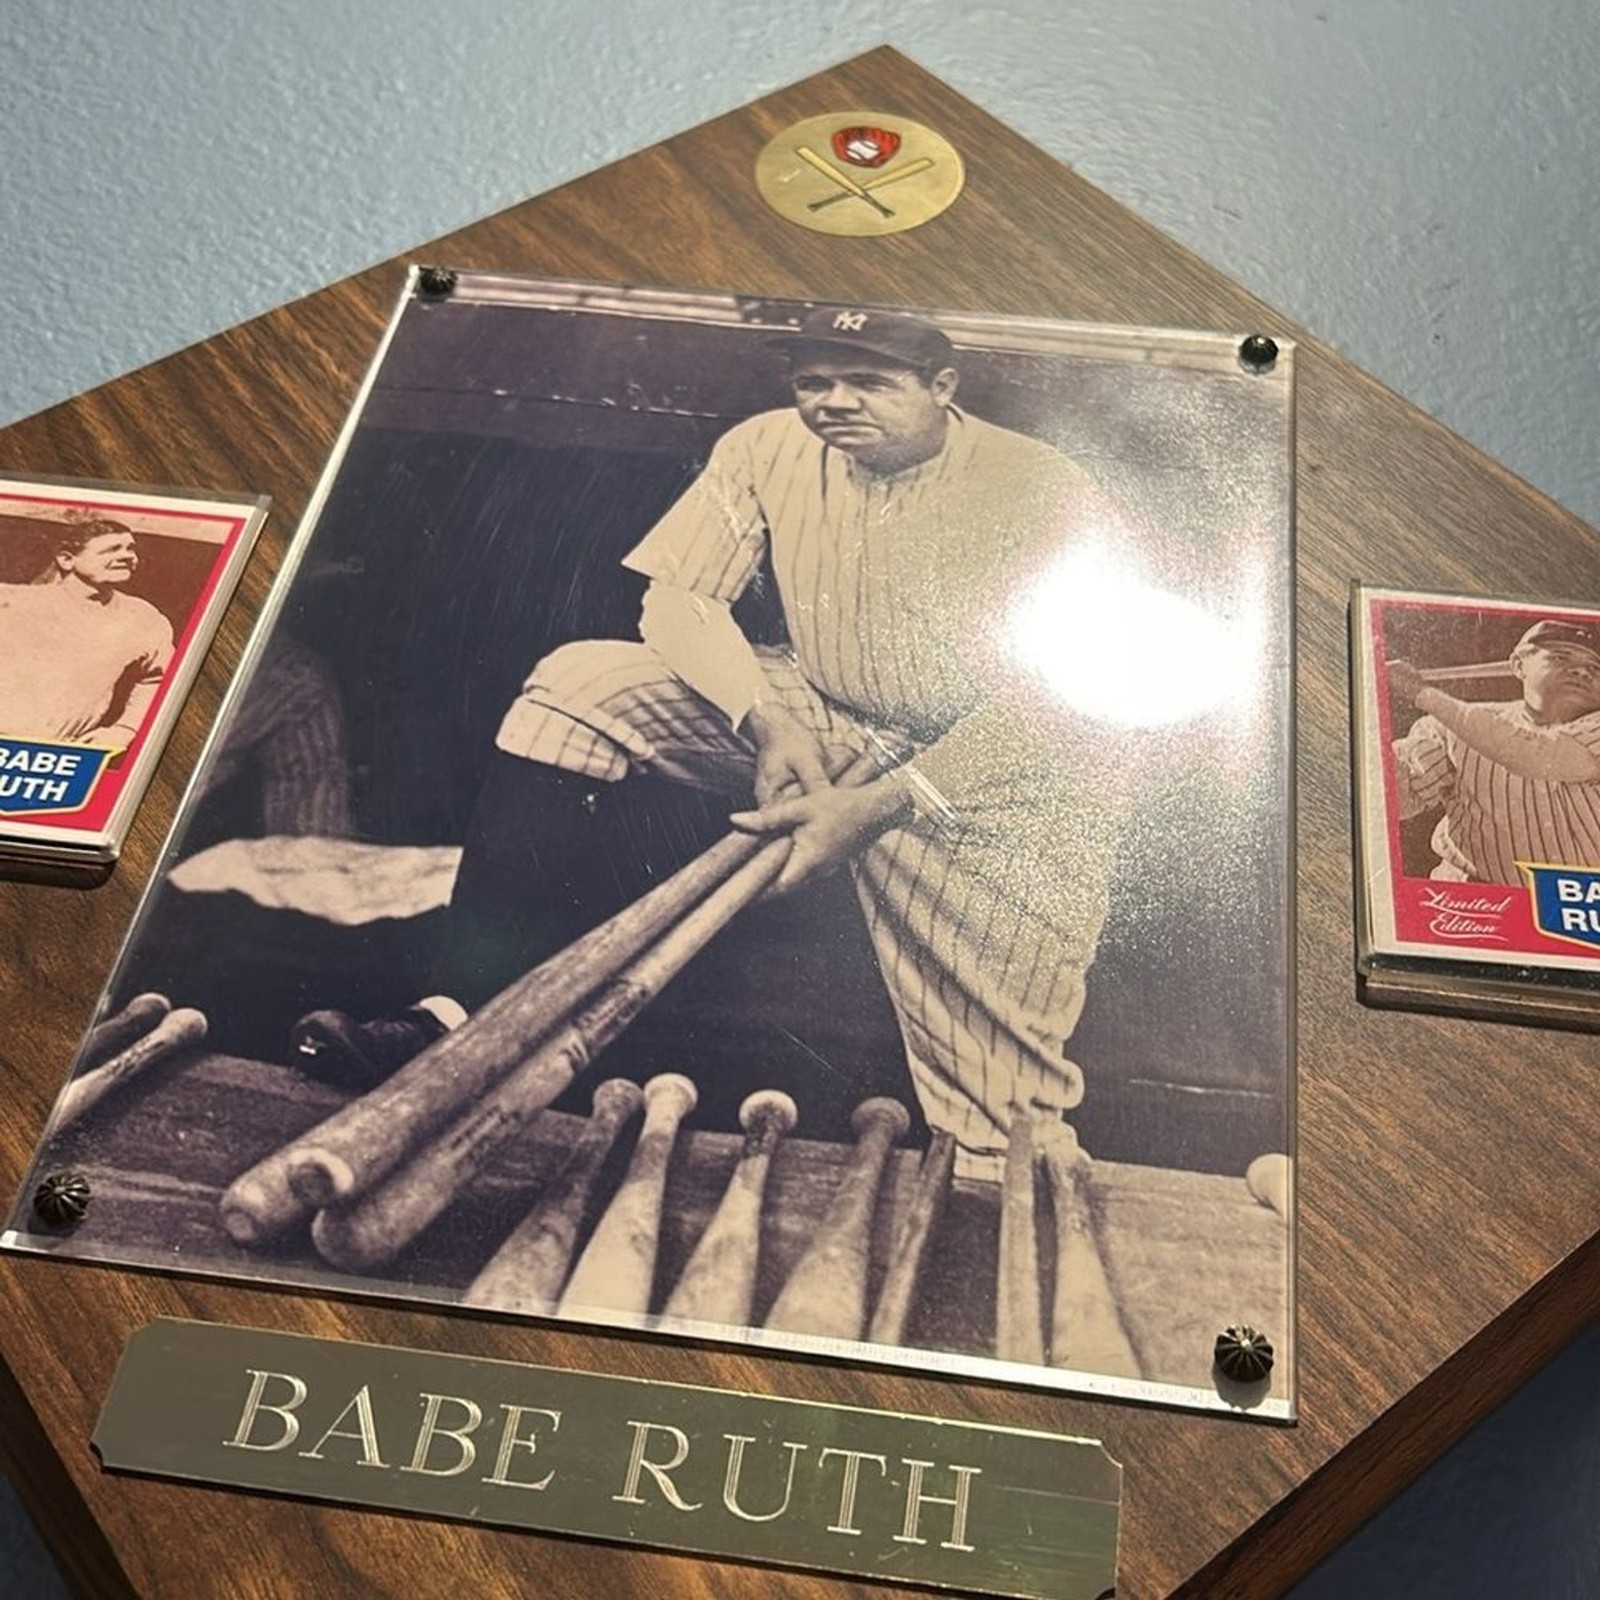 NY
BABE
UTH
Limited
Edition
BA
RU
BABE RUTH